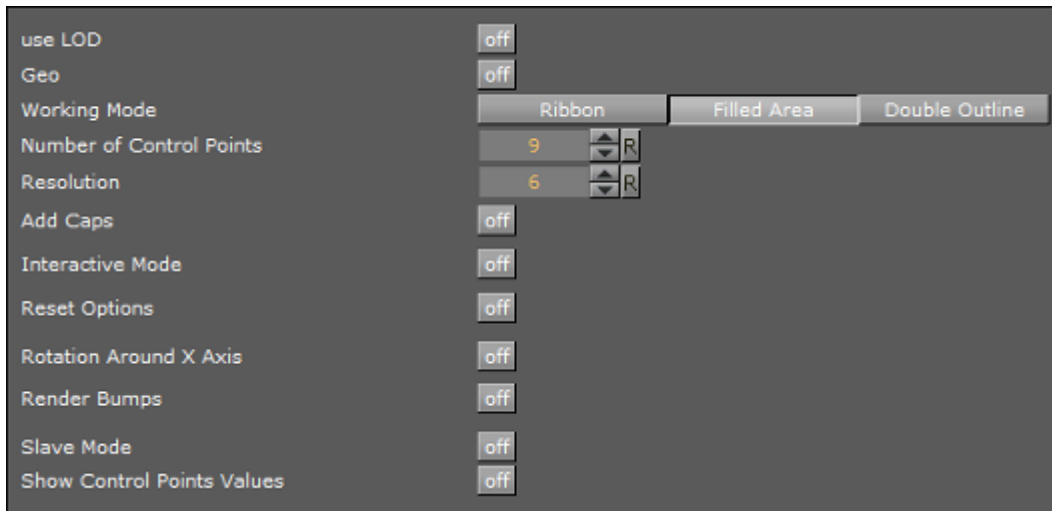 use LOD off
Geo off
Working Mode Ribbon Filled Area Double Outline
Number of Control Points 9 R
Resolution 6 R
Add Caps off
Interactive Mode off
Reset Options off
Rotation Around X Axis off
Render Bumps off
Slave Mode off
Show Control Points Values off